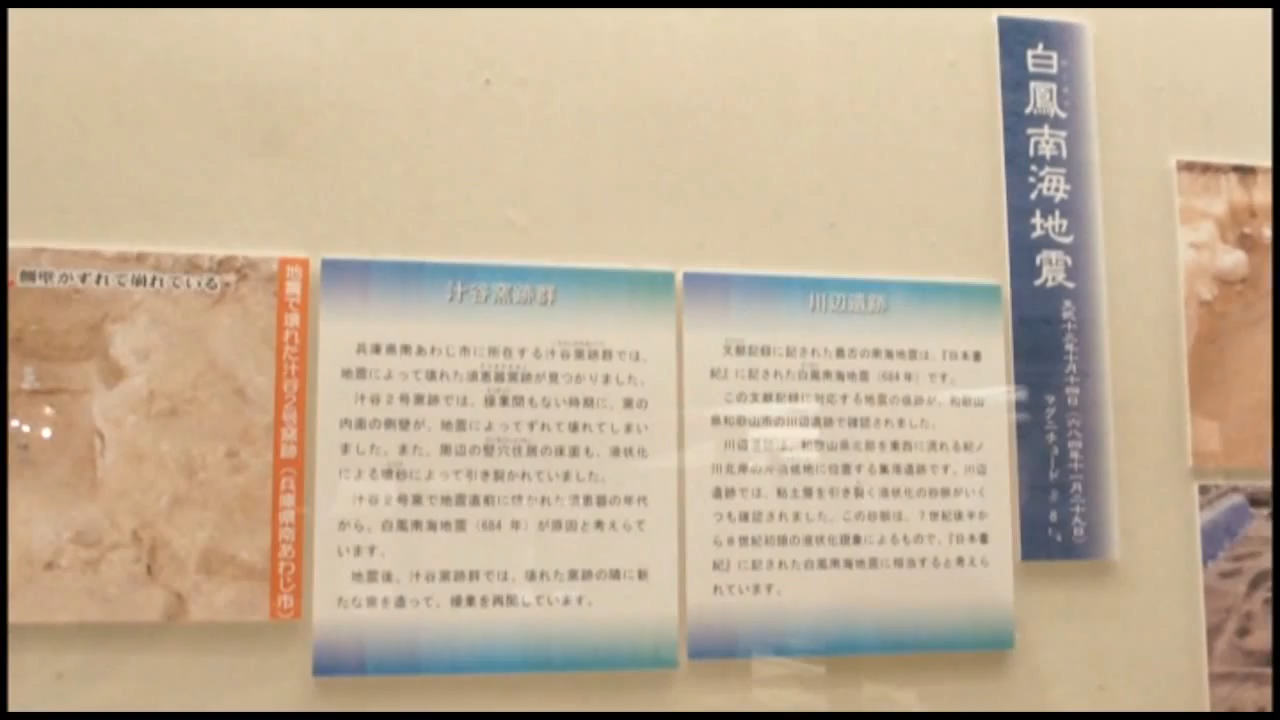 側壁がずれて崩れている。
地震で壊れた汁谷2号窯跡(兵庫県南あわじ市)
汁谷窯跡群
兵庫県南あわじ市に所在する汁谷窯跡群では、
地震によって壊れた須恵器窯跡が見つかりました。
汁谷2号窯跡では、操業間もない時期に、窯の
内面の側壁が、地震によってずれて壊れてしまい
ました。また、周辺の竪穴住居の床面も、液状化
による噴砂によって引き裂かれていました。
汁谷2号窯で地震直前に焼かれた須恵器の年代
から、白鳳南海地震(684 年)が原因と考えらて
います。
地震後、汁谷窯跡群では、壊れた窯跡の隣に新
たな窯を造って、操業を再開しています。
川辺遺跡
文献記録に記された最古の南海地震は、『日本書
紀』に記された白鳳南海地震(684 年)です。
この文献記録に対応する地震の痕跡が、和歌山
県和歌山市の川辺遺跡で確認されました。
川辺遺跡は、和歌山県北部を東西に流れる紀ノ
川北岸の沖積低地に位置する集落遺跡です。川辺
遺跡では、粘土層を引き裂く液状化の砂脈がいく
つも確認されました。この砂脈は、7世紀後半か
ら8世紀初頭の液状化現象によるもので、『日本書
紀』に記された白鳳南海地震に相当すると考えら
れています。
白鳳南海地震
天武十三年十月十四日(六八四年十一月二十九日)
マグニチュード